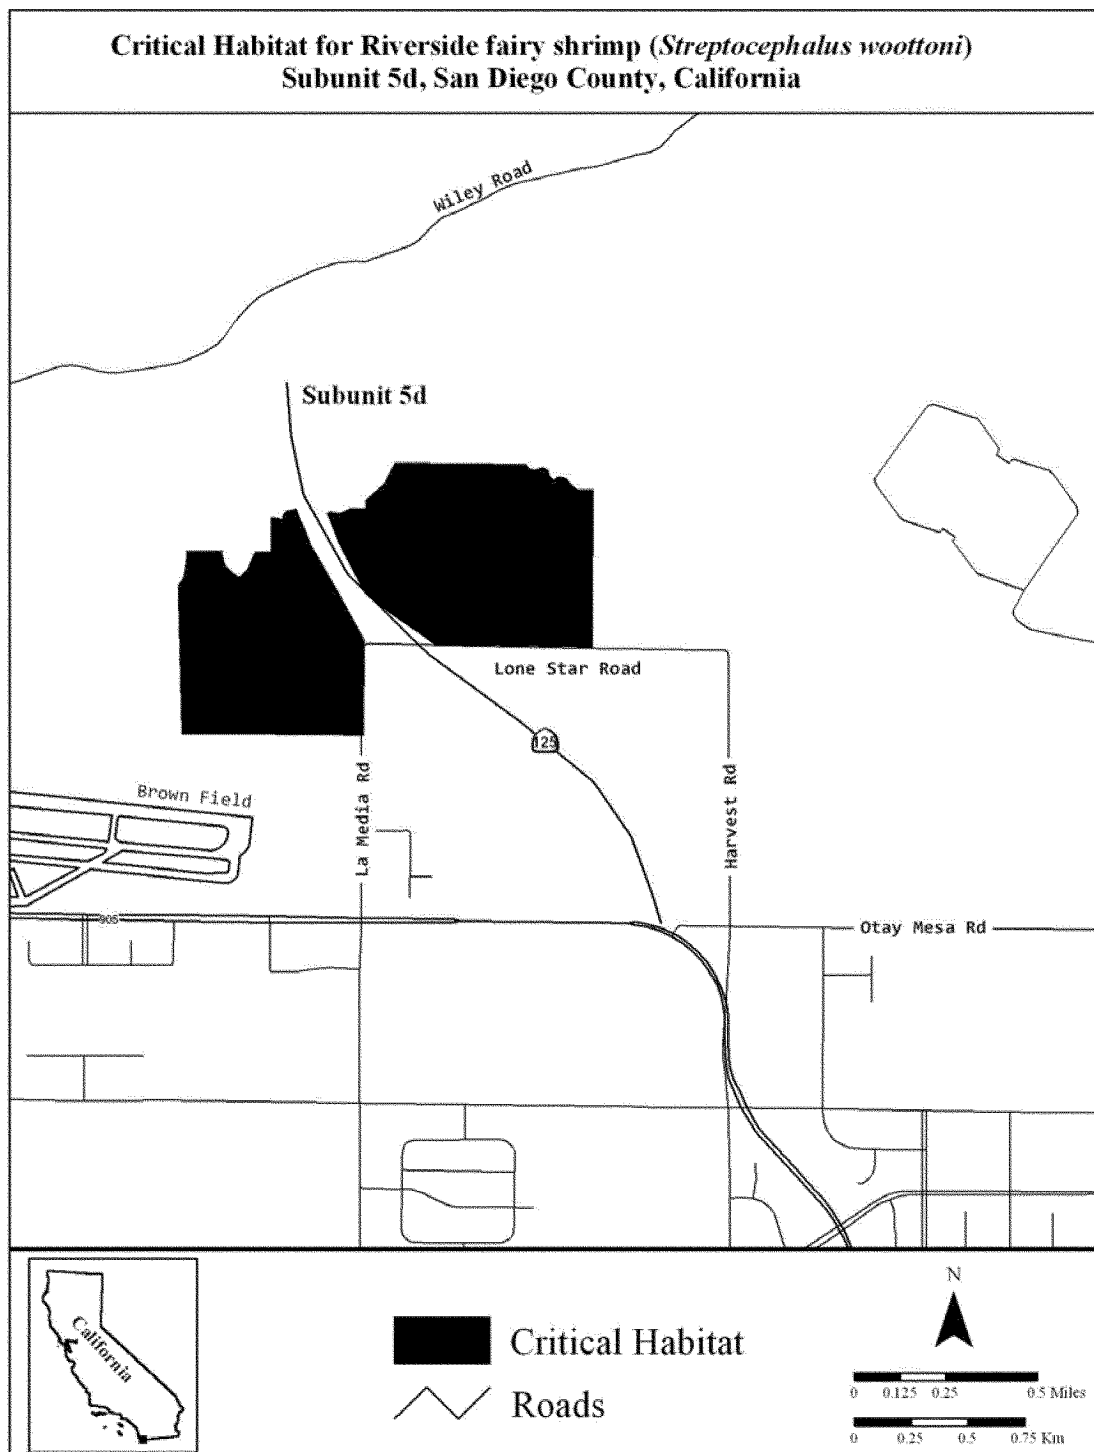 Critical Habitat for Riverside fairy shrimp (Streptocephalus woottoni)
Subunit 5d, San Diego County, California
Wiley Road
Subunit 5d
Lone Star Road
125
Brown Field
La Media Rd
Harvest Rd
905
Otay Mesa Rd
California
Critical Habitat
Roads
N
0 0.125 0.25 0.5 Miles
0 0.25 0.5 0.75 Km